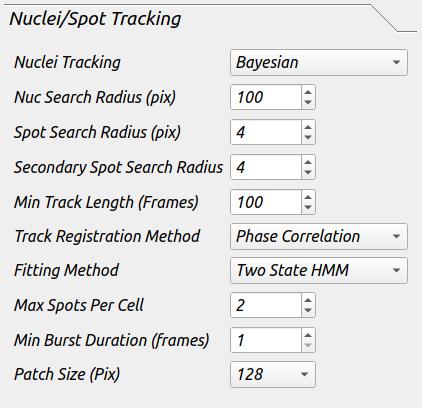 Nuclei/Spot Tracking
Nuclei Tracking Bayesian
Nuc Search Radius (pix) 100
Spot Search Radius (pix) 4
Secondary Spot Search Radius 4
Min Track Length (Frames) 100
Track Registration Method Phase Correlation
Fitting Method Two State HMM
Max Spots Per Cell 2
Min Burst Duration (frames) 1
Patch Size (Pix) 128